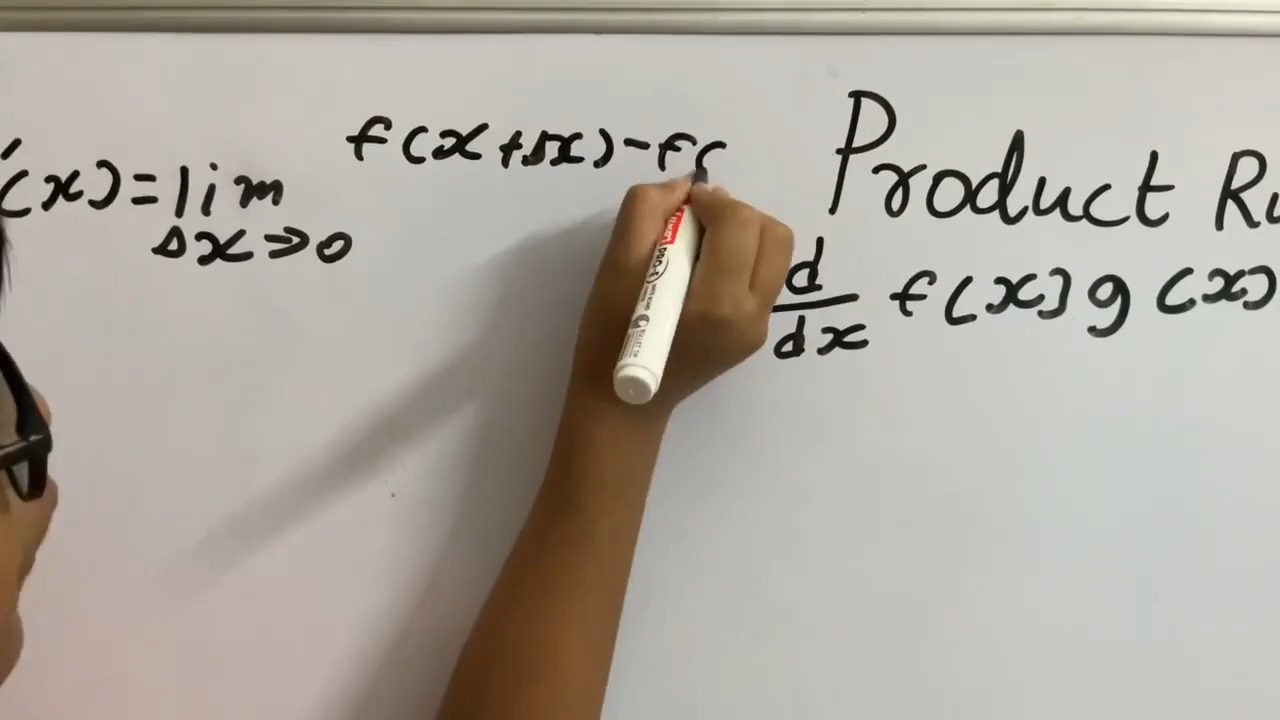 '(x) = lim f(x+Δx)-f(
Δx→0
Product Ru
d/dx f(x) g(x)